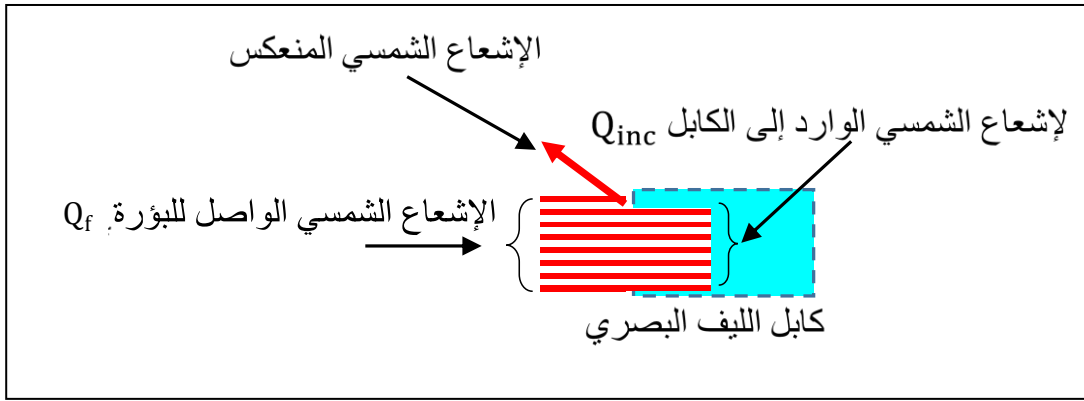 الإشعاع الشمسي المنعكس
لإشعاع الشمسي الوارد إلى الكابل Qinc
الإشعاع الشمسي الواصل للبؤرة Qf
كابل الليف البصري